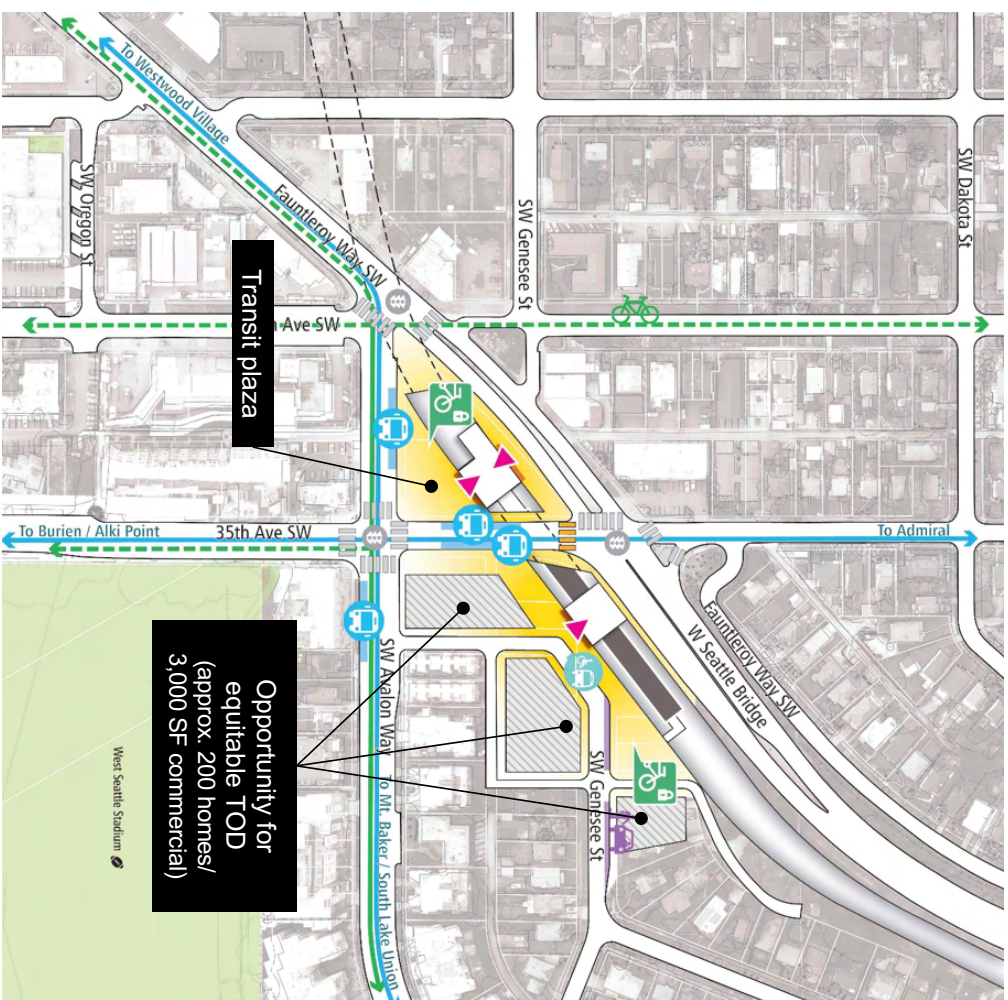 To Westwood Village
Fauntleroy Way SW
SW Oregon St
SW Genesee St
SW Dakota St
Ave SW
Transit plaza
To Burien / Alki Point
35th Ave SW
To Admiral
Fauntleroy Way SW
W Seattle Bridge
SW Avalon Way
To Mt. Baker / South Lake Union
SW Genesee St
Opportunity for
equitable TOD
(approx. 200 homes/
3,000 SF commercial)
West Seattle Stadium